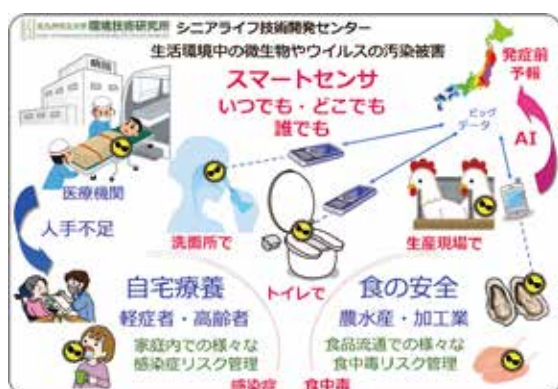 北九州市立大学 環境技術研究所 シニアライフ技術開発センター
生活環境中の微生物やウイルスの汚染被害
スマートセンサ
いつでも・どこでも
誰でも
発症前
予報
ビッグ
データ
AI
医療機関
人手不足
洗面所で
トイレで
生産現場で
自宅療養
軽症者・高齢者
家庭内での様々な
感染症リスク管理
食の安全
農水産・加工業
食品流通での様々な
食中毒リスク管理
感染症
食中毒